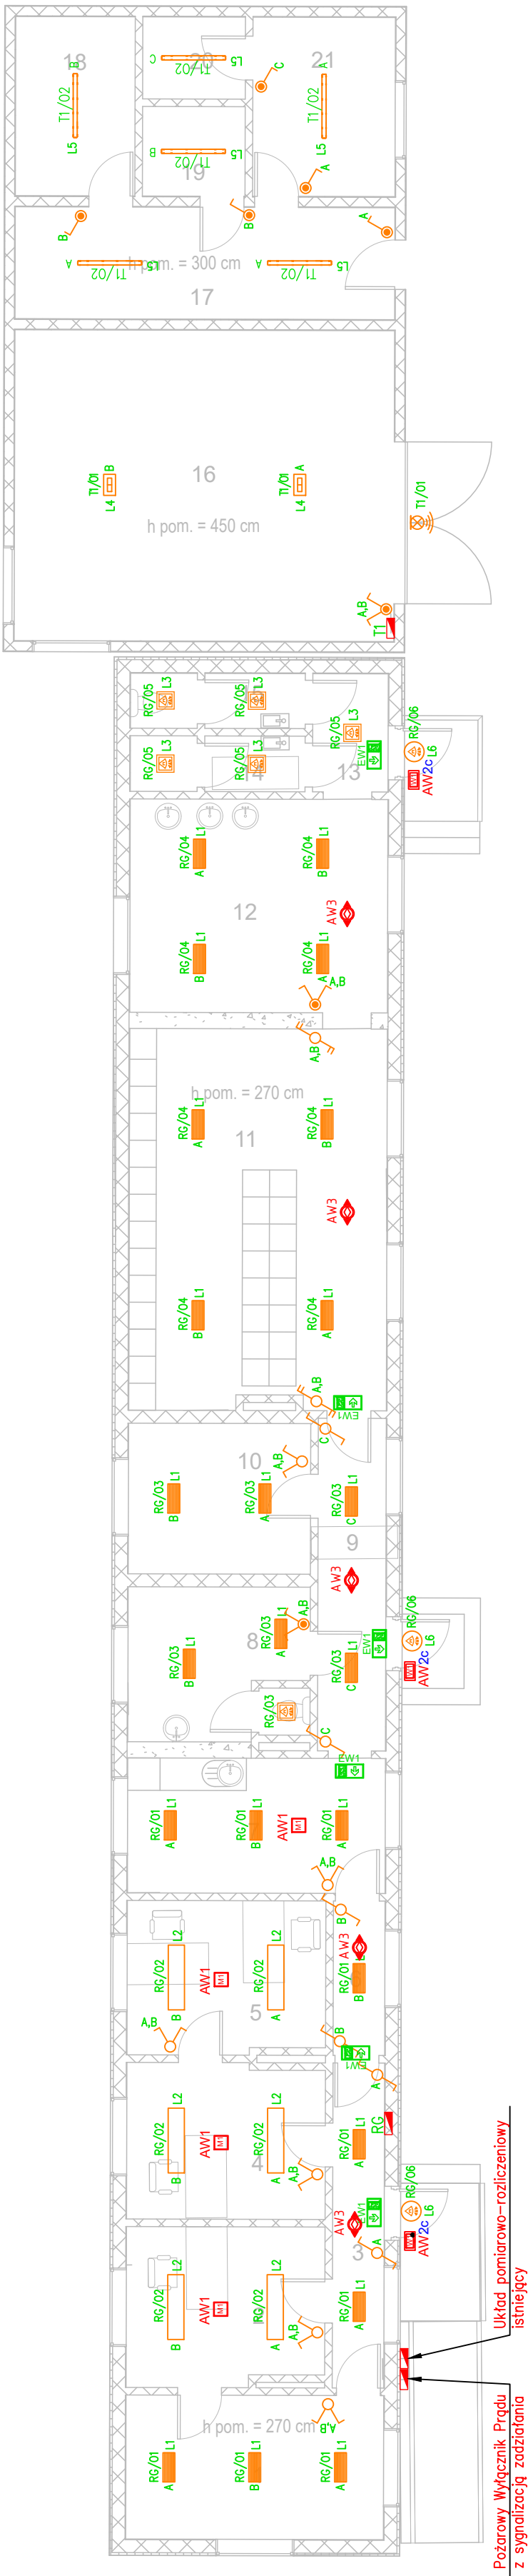 18
B
T1/02
L5
C
20
L5
T1/02
21
A
T1/02
L5
C
B
19
L5
T1/02
A
B
B
A
A
T1/02
L5
h pom. = 300 cm
A
T1/02
L5
17
16
T1/01
B
L4
T1/01
A
L4
h pom. = 450 cm
T1/01
A,B
T1
RG/05
L3
RG/05
L3
RG/05
L3
RG/06
L6
EW1
13
RG/05
L3
RG/05
L3
AW2c
RG/04
L1
A
RG/04
L1
B
12
AW3
RG/04
L1
B
RG/04
L1
A
A,B
A,B
h pom. = 270 cm
RG/04
L1
A
11
RG/04
L1
B
AW3
RG/04
L1
B
RG/04
L1
A
A,B
EW1
C
10
A,B
RG/03
L1
B
RG/03
L1
A
L1
C
9
AW3
RG/06
L6
A,B
8
RG/03
L1
A
EW1
RG/03
B
RG/03
L1
C
AW2c
RG/03
C
EW1
RG/01
L1
A
RG/01
L1
B
AW1
M1
RG/01
L1
A
A,B
B
RG/02
L2
B
AW1
M1
RG/02
L2
A
AW3
RG/01
L1
B
5
A,B
B
EW1
A
RG/02
L2
B
AW1
M1
RG/02
L2
A
4
A,B
RG/01
L1
A
RG
RG/06
L6
EW1
AW3
AW2c
3
A
RG/02
L2
B
AW1
M1
RG/02
L2
A
A,B
RG/01
L1
A
h pom. = 270 cm
A,B
RG/01
L1
A
RG/01
L1
B
RG/01
L1
A
Układ pomiarowo-rozliczeniowy
istniejący
Pożarowy Wyłącznik Prądu
z sygnalizacją zadziałania